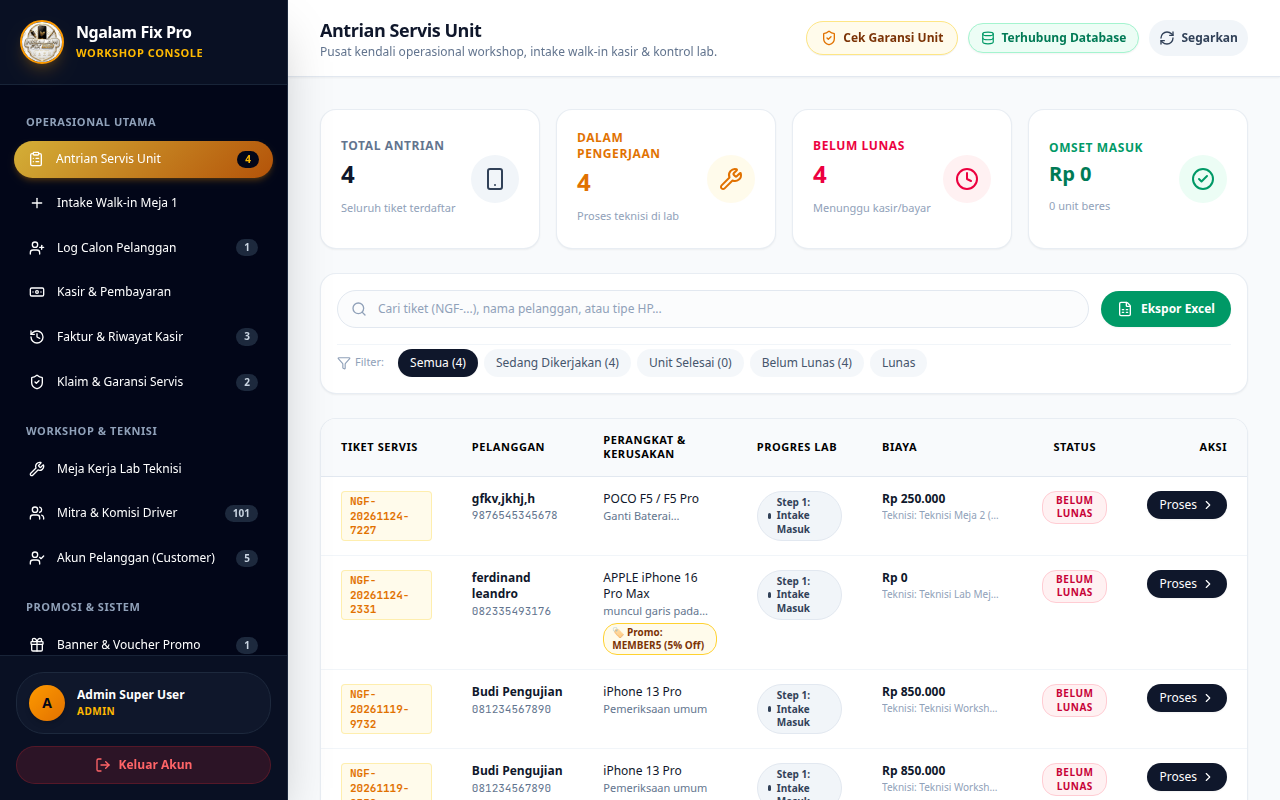 Ngalam Fix Pro
WORKSHOP CONSOLE
OPERASIONAL UTAMA
Antrian Servis Unit 4
Intake Walk-in Meja 1
Log Calon Pelanggan 1
Kasir & Pembayaran
Faktur & Riwayat Kasir 3
Klaim & Garansi Servis 2
WORKSHOP & TEKNISI
Meja Kerja Lab Teknisi
Mitra & Komisi Driver 101
Akun Pelanggan (Customer) 5
PROMOSI & SISTEM
Banner & Voucher Promo 1
A
Admin Super User
ADMIN
Keluar Akun
Antrian Servis Unit
Pusat kendali operasional workshop, intake walk-in kasir & kontrol lab.
Cek Garansi Unit
Terhubung Database
Segarkan
TOTAL ANTRIAN
4
Seluruh tiket terdaftar
DALAM
PENGERJAAN
4
Proses teknisi di lab
BELUM LUNAS
4
Menunggu kasir/bayar
OMSET MASUK
Rp 0
0 unit beres
Cari tiket (NGF-...), nama pelanggan, atau tipe HP...
Ekspor Excel
Filter:
Semua (4)
Sedang Dikerjakan (4)
Unit Selesai (0)
Belum Lunas (4)
Lunas
TIKET SERVIS
PELANGGAN
PERANGKAT &
KERUSAKAN
PROGRES LAB
BIAYA
STATUS
AKSI
NGF-
20261124-
7227
gfkv,jkhj,h
9876545345678
POCO F5 / F5 Pro
Ganti Baterai...
Step 1:
Intake
Masuk
Rp 250.000
Teknisi: Teknisi Meja 2 (...
BELUM
LUNAS
Proses
NGF-
20261124-
2331
ferdinand
leandro
082335493176
APPLE iPhone 16
Pro Max
muncul garis pada...
Promo:
MEMBER5 (5% Off)
Step 1:
Intake
Masuk
Rp 0
Teknisi: Teknisi Lab Mej...
BELUM
LUNAS
Proses
NGF-
20261119-
9732
Budi Pengujian
081234567890
iPhone 13 Pro
Pemeriksaan umum
Step 1:
Intake
Masuk
Rp 850.000
Teknisi: Teknisi Worksh...
BELUM
LUNAS
Proses
NGF-
20261119-
Budi Pengujian
081234567890
iPhone 13 Pro
Pemeriksaan umum
Step 1:
Intake
Masuk
Rp 850.000
Teknisi: Teknisi Worksh...
BELUM
LUNAS
Proses